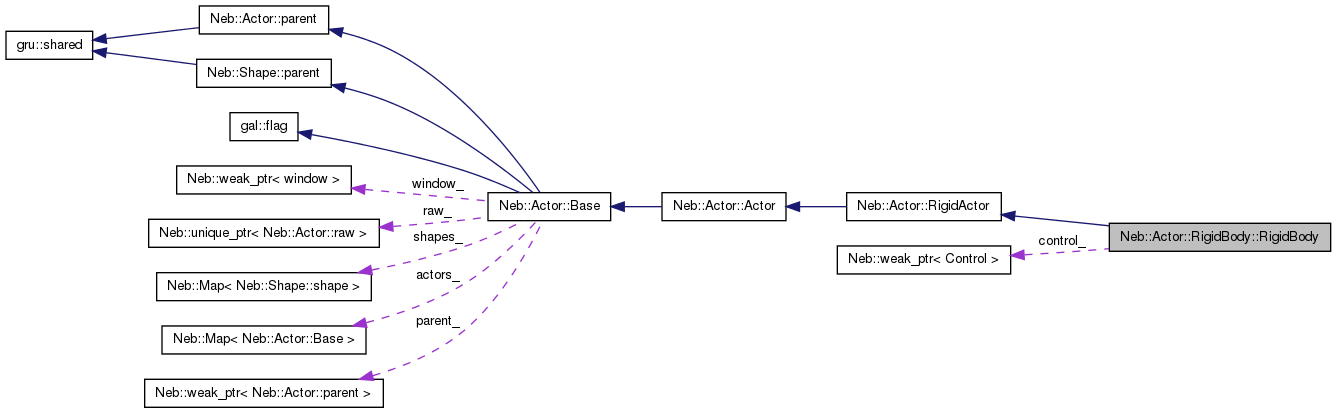 Neb::Actor::parent
gru::shared
Neb::Shape::parent
gal::flag
Neb::weak_ptr< window >
window_
Neb::Actor::Base
Neb::Actor::Actor
Neb::Actor::RigidActor
raw_
Neb::unique_ptr< Neb::Actor::raw >
shapes_
control_
Neb::Actor::RigidBody::RigidBody
Neb::weak_ptr< Control >
Neb::Map< Neb::Shape::shape >
actors_
parent_
Neb::Map< Neb::Actor::Base >
Neb::weak_ptr< Neb::Actor::parent >